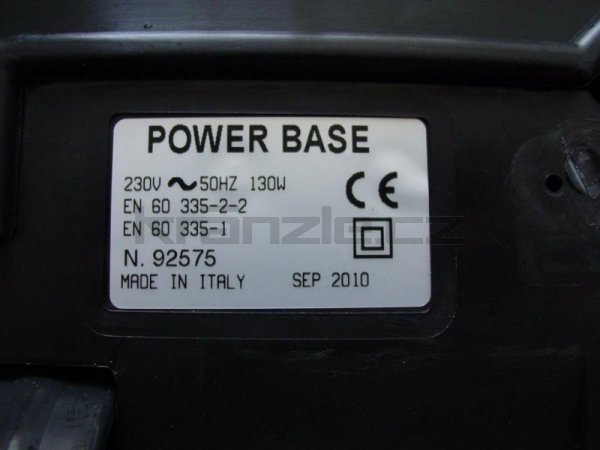 POWER BASE
230V ~ 50HZ 130W
CE
EN 60 335-2-2
EN 60 335-1
kranzle.cz
N. 92575
MADE IN ITALY SEP 2010